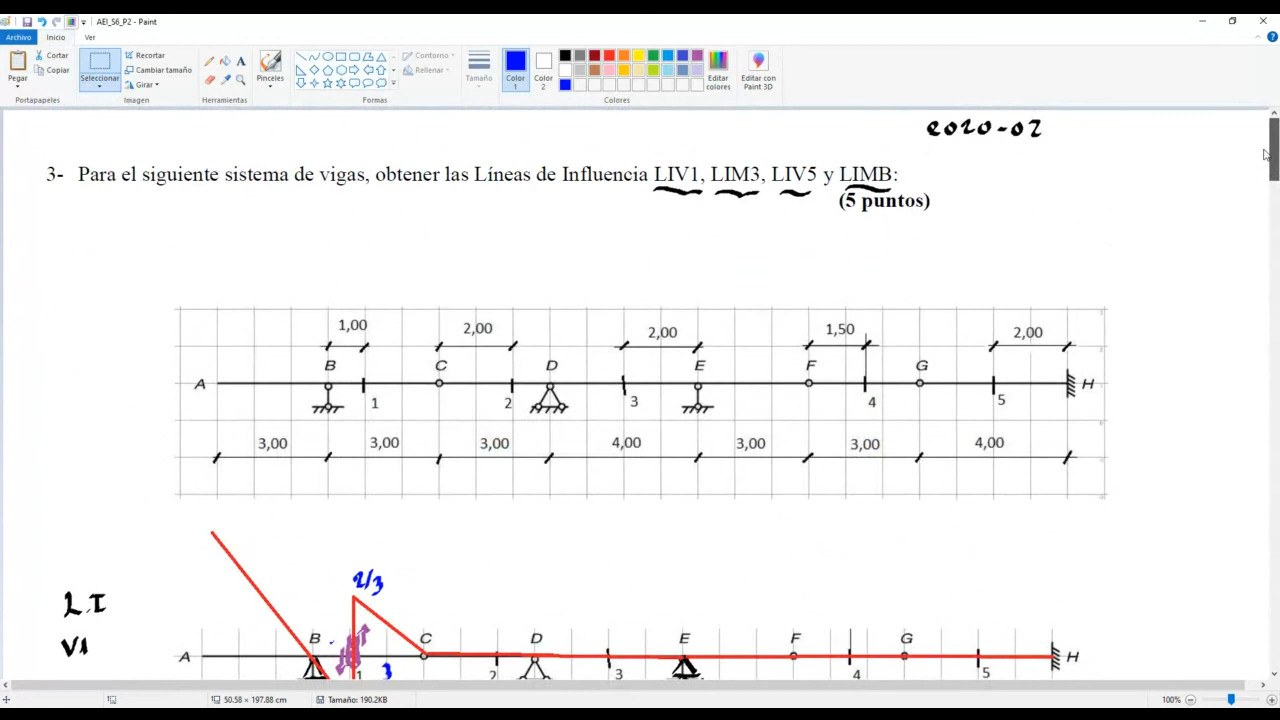 AEI_S6_P2 - Paint
Archivo Inicio Ver
Pegar Cortar Copiar
Portapapeles
Seleccionar Recortar Cambiar tamaño Girar
Imagen
A
Herramientas
Pinceles
Contorno Rellenar
Formas
Tamaño
Color 1
Color 2
Editar colores
Colores
Editar con Paint 3D
2020-02
3- Para el siguiente sistema de vigas, obtener las Líneas de Influencia LIV1, LIM3, LIV5 y LIMB:
(5 puntos)
1,00 2,00 2,00 1,50 2,00
A B C D E F G H
1 2 3 4 5
3,00 3,00 3,00 4,00 3,00 3,00 4,00
2/3
L.I
V1
A B C D E F G H
1 3 2 3 4 5
50.58 × 197.88 cm Tamaño: 190.2KB 100%